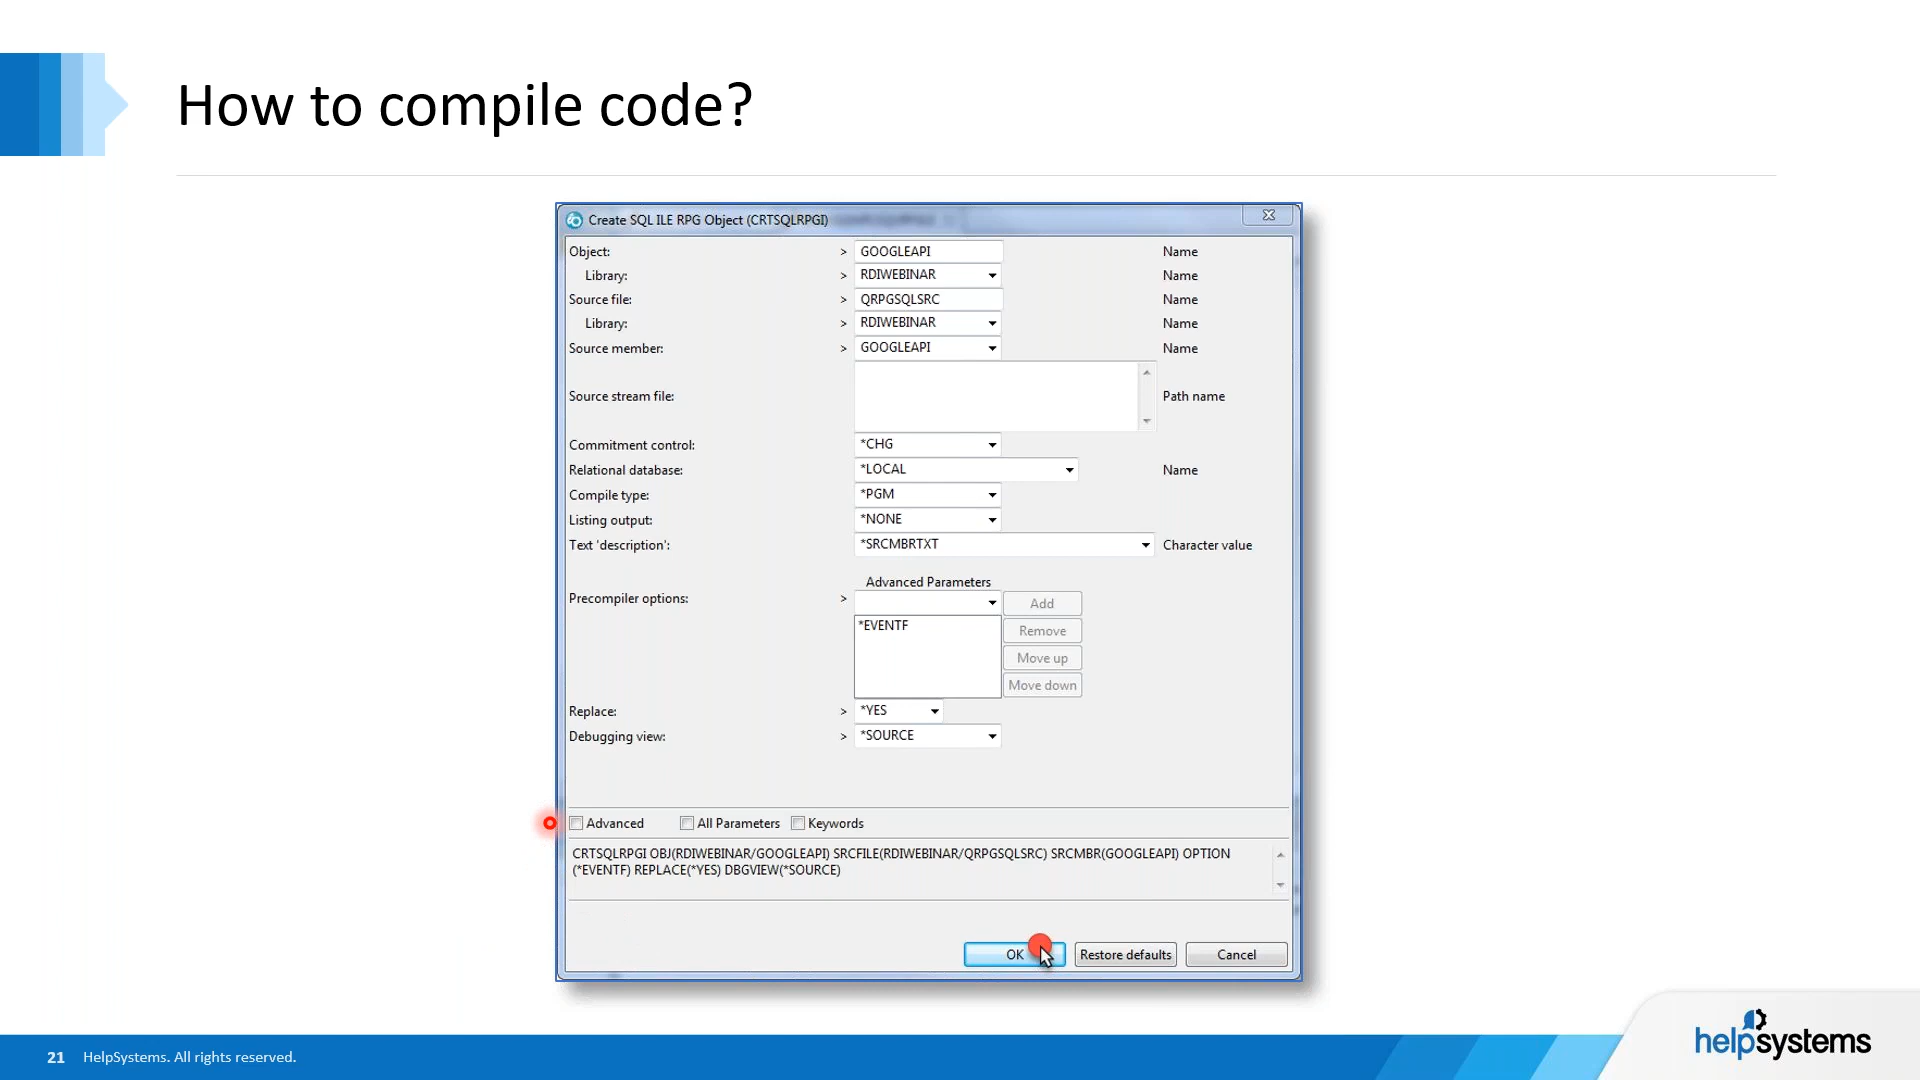 How to compile code?
Create SQL ILE RPG Object (CRTSQLRPGI)
Object: > GOOGLEAPI Name
Library: > RDIWEBINAR Name
Source file: > QRPGSQLSRC Name
Library: > RDIWEBINAR Name
Source member: > GOOGLEAPI Name
Source stream file: Path name
Commitment control: *CHG
Relational database: *LOCAL Name
Compile type: *PGM
Listing output: *NONE
Text 'description': *SRCMBRTXT Character value
Advanced Parameters
Precompiler options: > Add
*EVENTF Remove
Move up
Move down
Replace: > *YES
Debugging view: > *SOURCE
Advanced All Parameters Keywords
CRTSQLRPGI OBJ(RDIWEBINAR/GOOGLEAPI) SRCFILE(RDIWEBINAR/QRPGSQLSRC) SRCMBR(GOOGLEAPI) OPTION
(*EVENTF) REPLACE(*YES) DBGVIEW(*SOURCE)
OK Restore defaults Cancel
21 HelpSystems. All rights reserved.
helpsystems